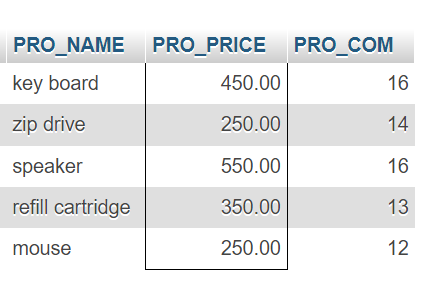 PRO_NAME PRO_PRICE PRO_COM
key board 450.00 16
zip drive 250.00 14
speaker 550.00 16
refill cartridge 350.00 13
mouse 250.00 12